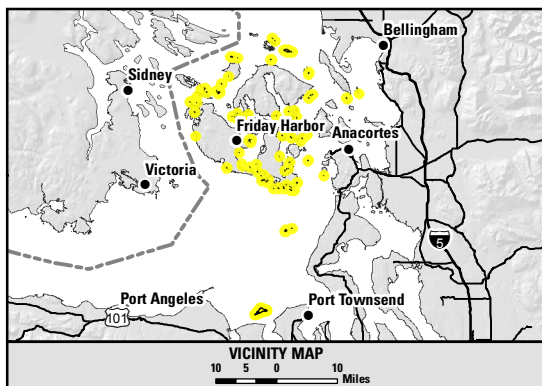 Bellingham
Sidney
Friday Harbor
Anacortes
Victoria
5
Port Angeles
Port Townsend
101
VICINITY MAP
10 5 0 10
Miles